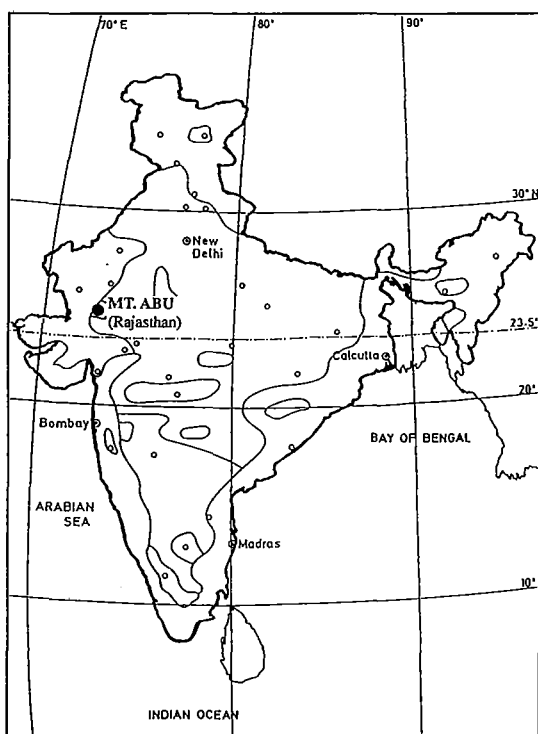 70° E
80°
90°
30° N
New
Delhi
MT. ABU
(Rajasthan)
23·5°
Calcutta
20°
Bombay
BAY OF BENGAL
ARABIAN
SEA
Madras
10°
INDIAN OCEAN